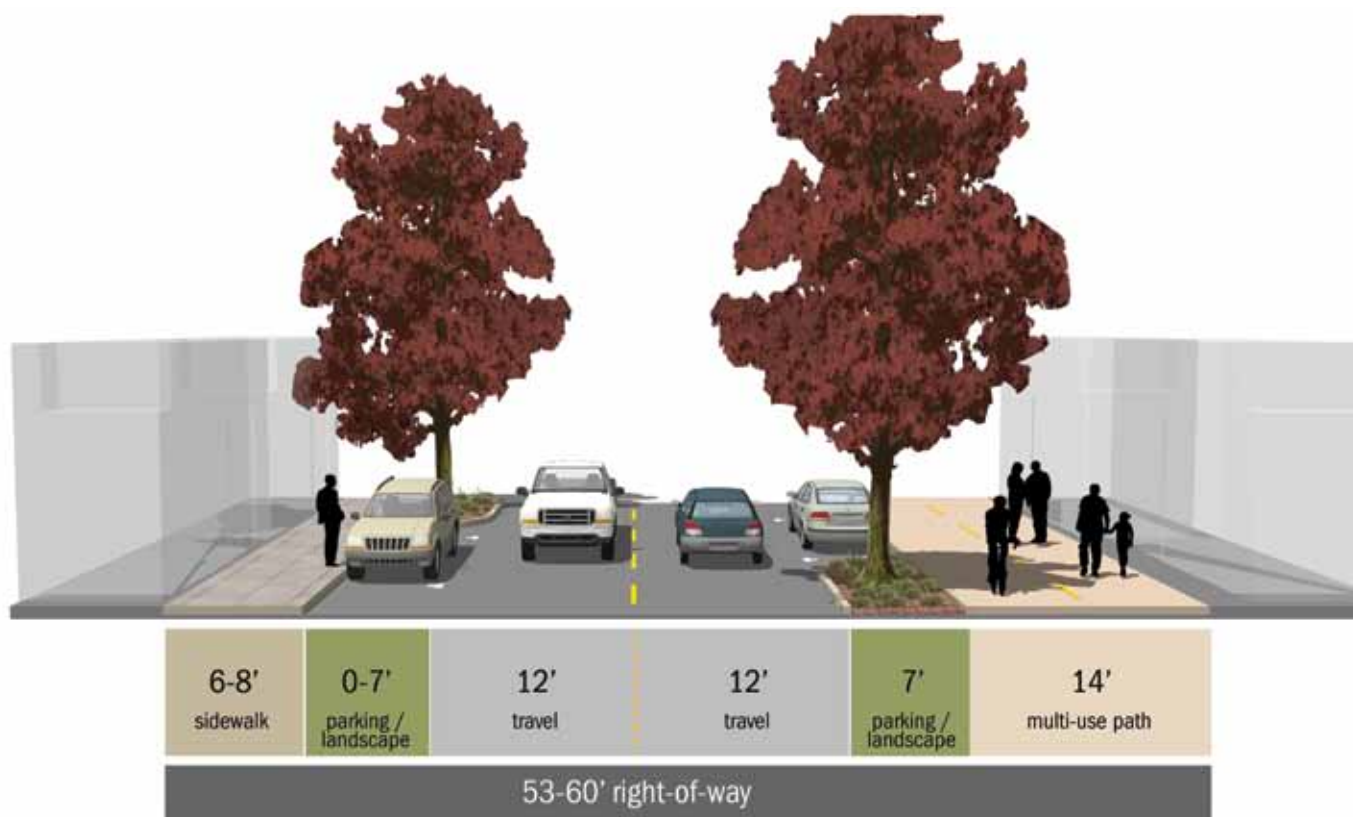 6-8’
sidewalk
0-7’
parking /
landscape
12’
travel
12’
travel
7’
parking /
landscape
14’
multi-use path
53-60’ right-of-way